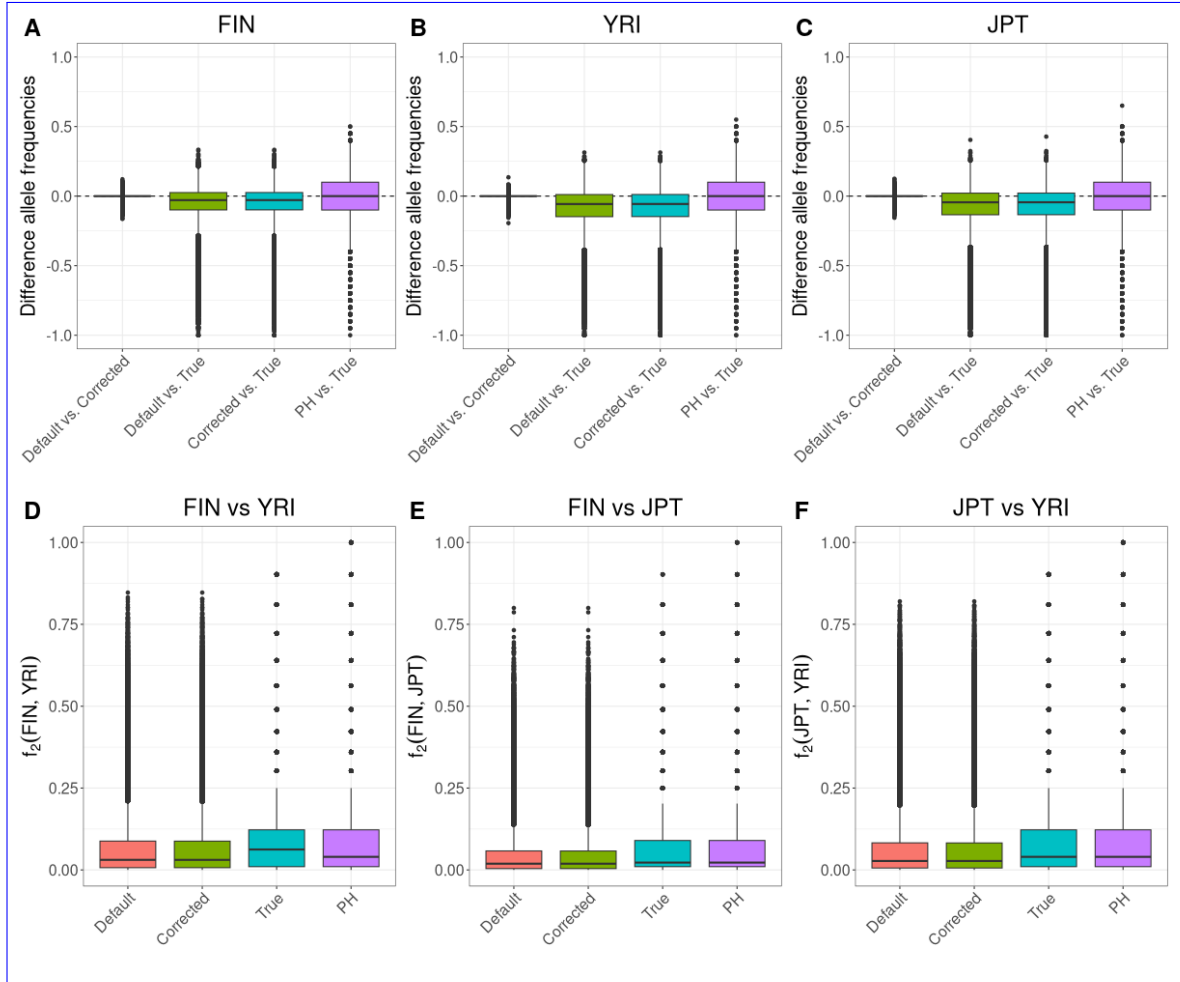 A FIN
Difference allele frequencies
1.0
0.5
0.0
-0.5
-1.0
Default vs. Corrected
Default vs. True
Corrected vs. True
PH vs. True
B YRI
Difference allele frequencies
1.0
0.5
0.0
-0.5
-1.0
Default vs. Corrected
Default vs. True
Corrected vs. True
PH vs. True
C JPT
Difference allele frequencies
1.0
0.5
0.0
-0.5
-1.0
Default vs. Corrected
Default vs. True
Corrected vs. True
PH vs. True
D FIN vs YRI
f₂(FIN, YRI)
1.00
0.75
0.50
0.25
0.00
Default
Corrected
True
PH
E FIN vs JPT
f₂(FIN, JPT)
1.00
0.75
0.50
0.25
0.00
Default
Corrected
True
PH
F JPT vs YRI
f₂(JPT, YRI)
1.00
0.75
0.50
0.25
0.00
Default
Corrected
True
PH